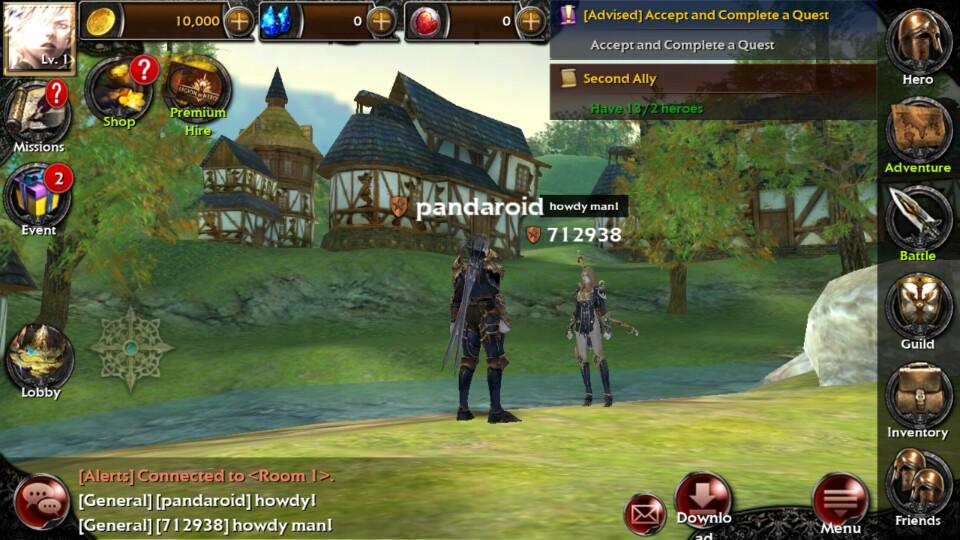 10,000
0
0
[Advised] Accept and Complete a Quest
Accept and Complete a Quest
Second Ally
Have 13/2 heroes
Lv. 1
?
?
Shop
Premium
Hire
Missions
2
Event
Lobby
pandaroid
howdy man!
712938
Hero
Adventure
Battle
Guild
Inventory
Friends
[Alerts] Connected to <Room 1>.
[General] [pandaroid] howdy!
[General] [712938] howdy man!
Downlo
ad
Menu